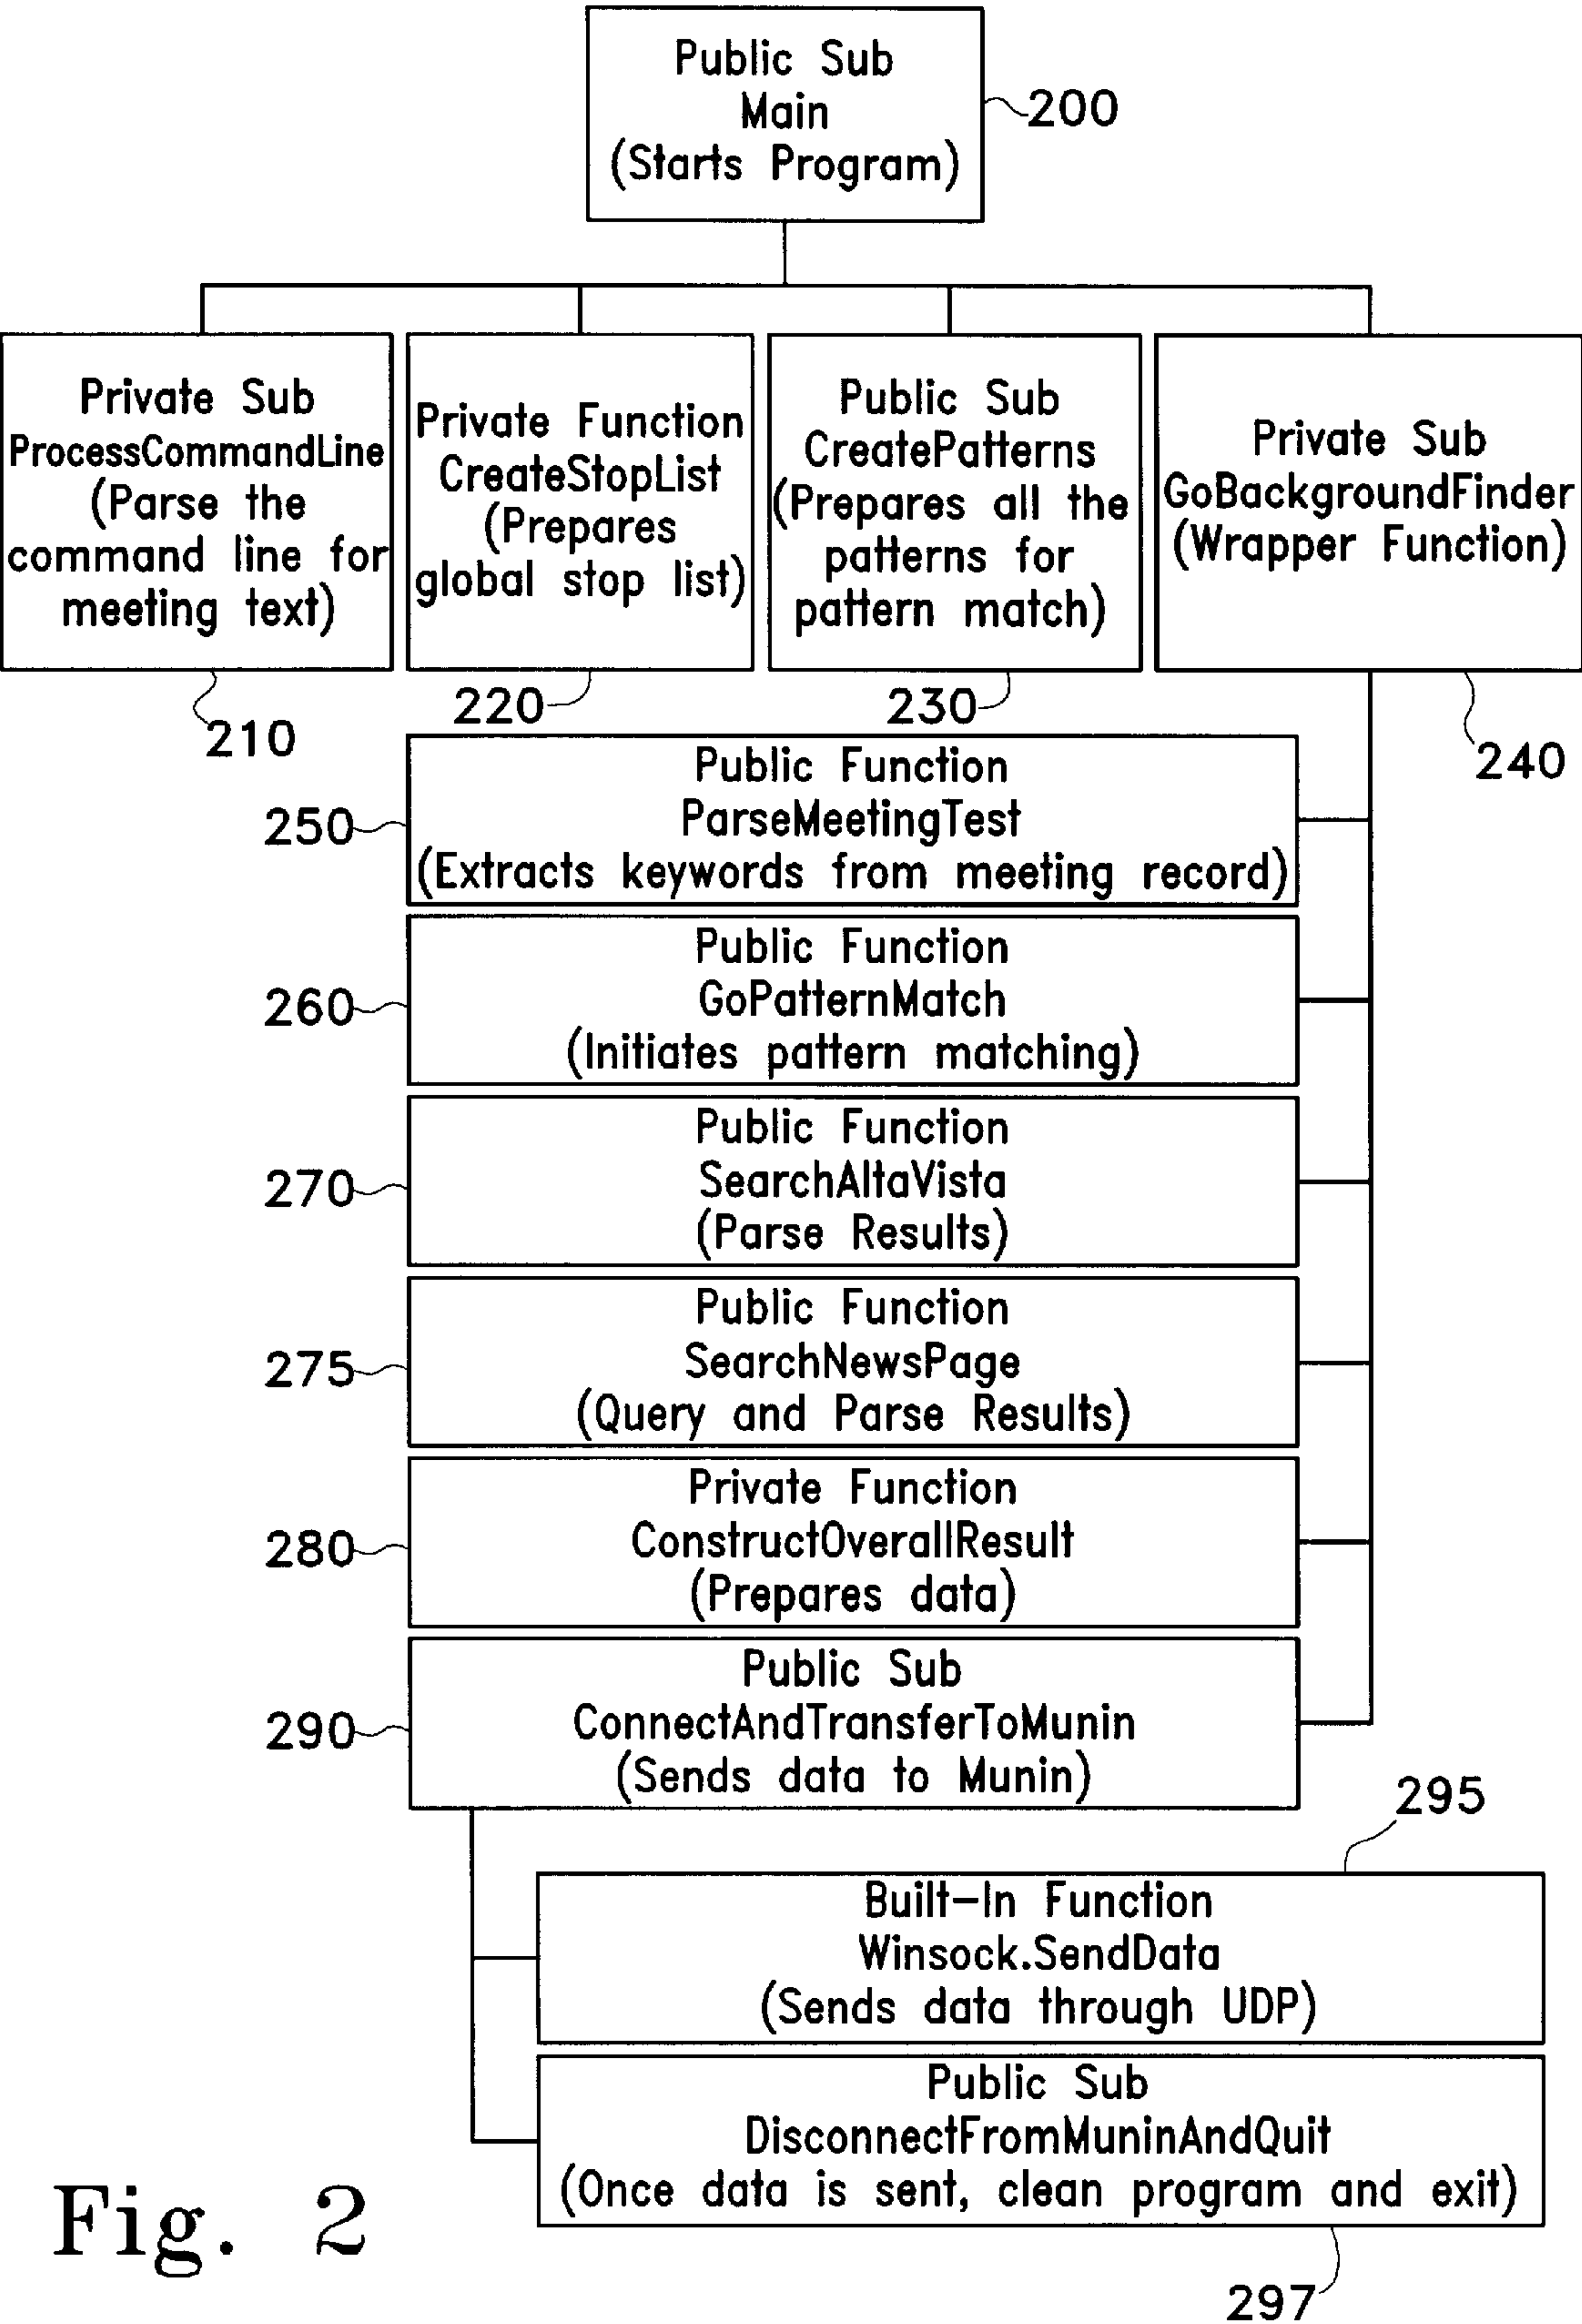 Public Sub
Main
(Starts Program)
200
Private Sub
ProcessCommandLine
(Parse the
command line for
meeting text)
210
Private Function
CreateStopList
(Prepares
global stop list)
220
Public Sub
CreatePatterns
(Prepares all the
patterns for
pattern match)
230
Private Sub
GoBackgroundFinder
(Wrapper Function)
240
250
Public Function
ParseMeetingTest
(Extracts keywords from meeting record)
260
Public Function
GoPatternMatch
(Initiates pattern matching)
270
Public Function
SearchAltaVista
(Parse Results)
275
Public Function
SearchNewsPage
(Query and Parse Results)
280
Private Function
ConstructOverallResult
(Prepares data)
290
Public Sub
ConnectAndTransferToMunin
(Sends data to Munin)
295
Built-In Function
Winsock.SendData
(Sends data through UDP)
Public Sub
DisconnectFromMuninAndQuit
(Once data is sent, clean program and exit)
297
Fig. 2